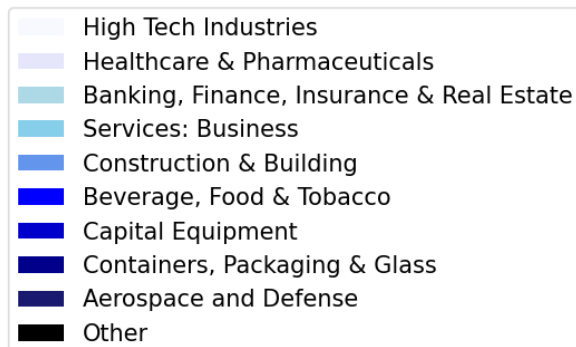 High Tech Industries
Healthcare & Pharmaceuticals
Banking, Finance, Insurance & Real Estate
Services: Business
Construction & Building
Beverage, Food & Tobacco
Capital Equipment
Containers, Packaging & Glass
Aerospace and Defense
Other